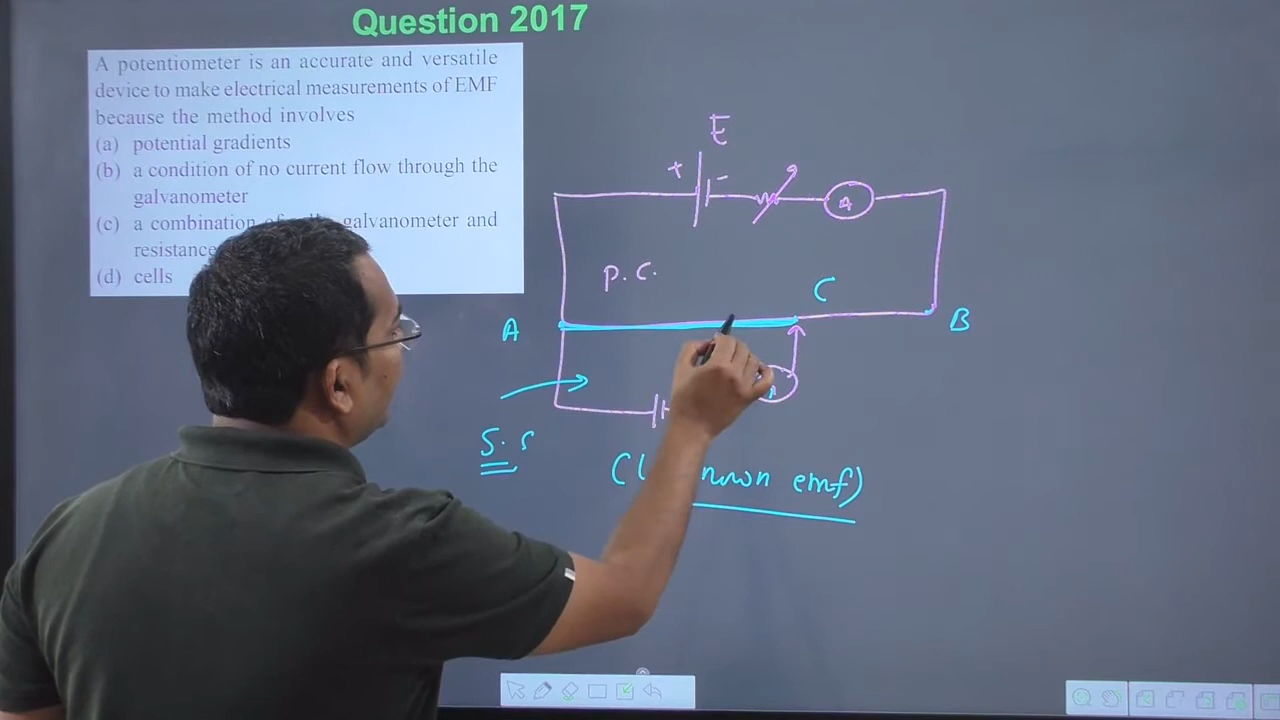 Question 2017
A potentiometer is an accurate and versatile
device to make electrical measurements of EMF
because the method involves
(a) potential gradients
(b) a condition of no current flow through the
galvanometer
(c) a combination galvanometer and
resistance
(d) cells
E
+ -
A
P.C.
C
A
B
S.S
emf)